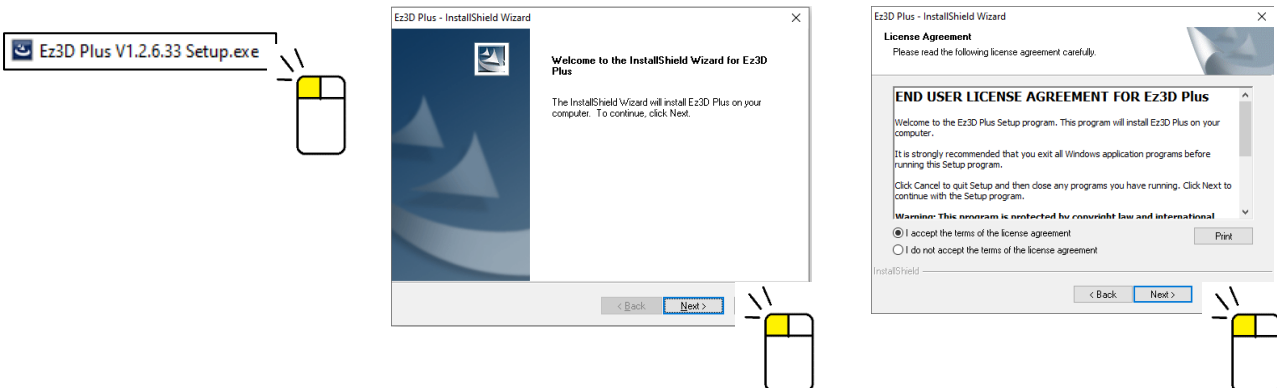 Ez3D Plus V1.2.6.33 Setup.exe
Ez3D Plus - InstallShield Wizard
Welcome to the InstallShield Wizard for Ez3D
Plus
The InstallShield Wizard will install Ez3D Plus on your
computer. To continue, click Next.
< Back
Next >
Ez3D Plus - InstallShield Wizard
License Agreement
Please read the following license agreement carefully.
END USER LICENSE AGREEMENT FOR Ez3D Plus
Welcome to the Ez3D Plus Setup program. This program will install Ez3D Plus on your
computer.
It is strongly recommended that you exit all Windows application programs before
running this Setup program.
Click Cancel to quit Setup and then close any programs you have running. Click Next to
continue with the Setup program.
Warning: This program is protected by copyright law and international
I accept the terms of the license agreement
Print
I do not accept the terms of the license agreement
InstallShield
< Back
Next >